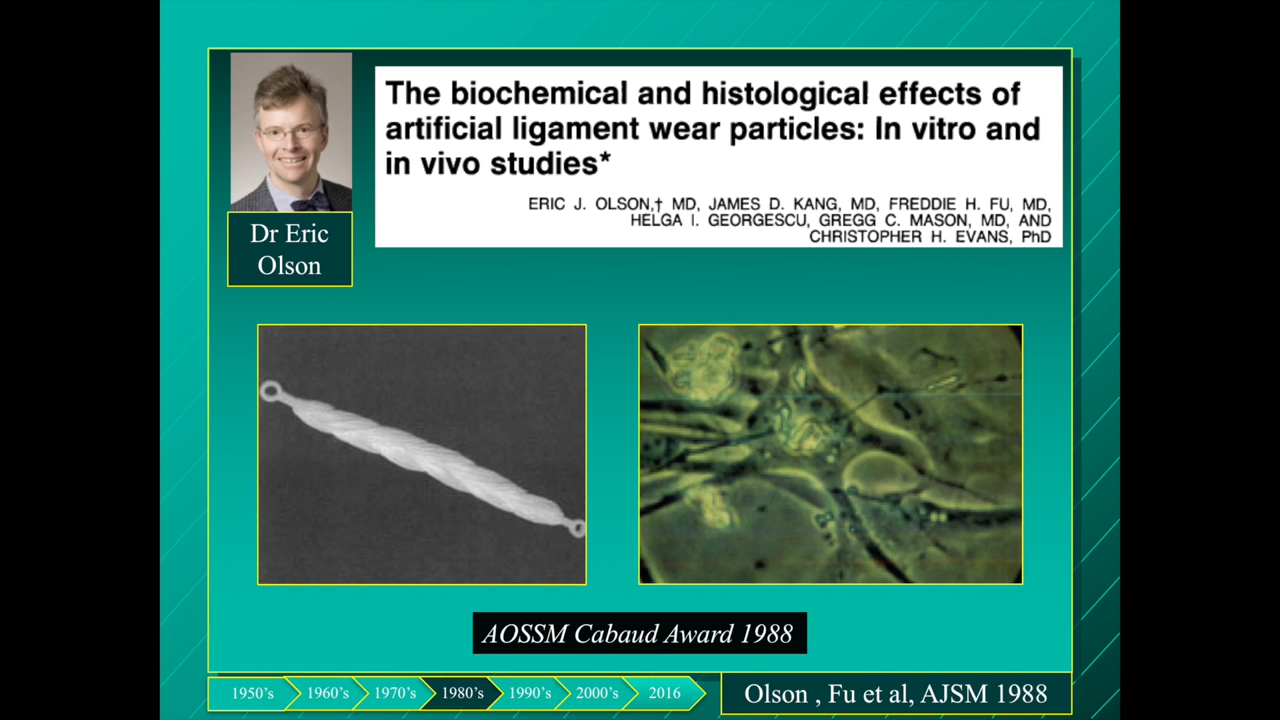 The biochemical and histological effects of
artificial ligament wear particles: In vitro and
in vivo studies*
ERIC J. OLSON,† MD, JAMES D. KANG, MD, FREDDIE H. FU, MD,
HELGA I. GEORGESCU, GREGG C. MASON, MD, AND
CHRISTOPHER H. EVANS, PhD
Dr Eric
Olson
AOSSM Cabaud Award 1988
1950's 1960's 1970's 1980's 1990's 2000's 2016
Olson , Fu et al, AJSM 1988